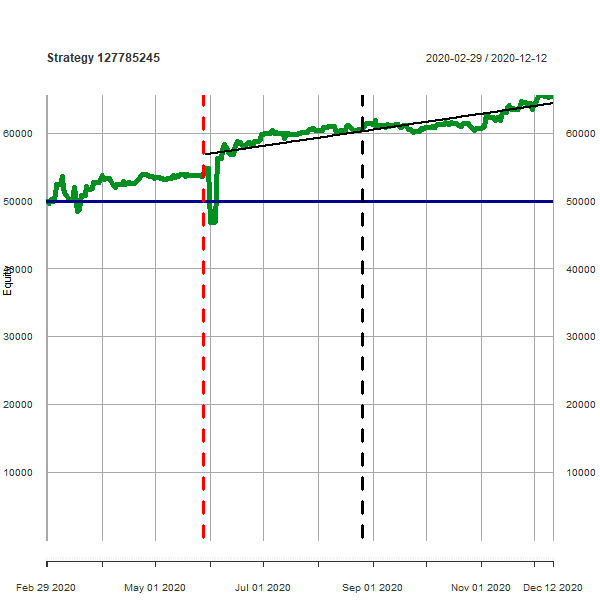 Strategy 127785245
2020-02-29 / 2020-12-12
60000
60000
50000
50000
Equity
40000
40000
30000
30000
20000
20000
10000
10000
Feb 29 2020
May 01 2020
Jul 01 2020
Sep 01 2020
Nov 01 2020
Dec 12 2020